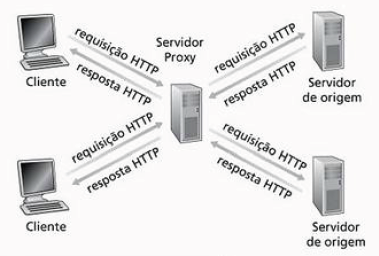 requisição HTTP
resposta HTTP
Cliente
Servidor
Proxy
requisição HTTP
resposta HTTP
Servidor
de origem
requisição HTTP
resposta HTTP
Cliente
requisição HTTP
resposta HTTP
Servidor
de origem